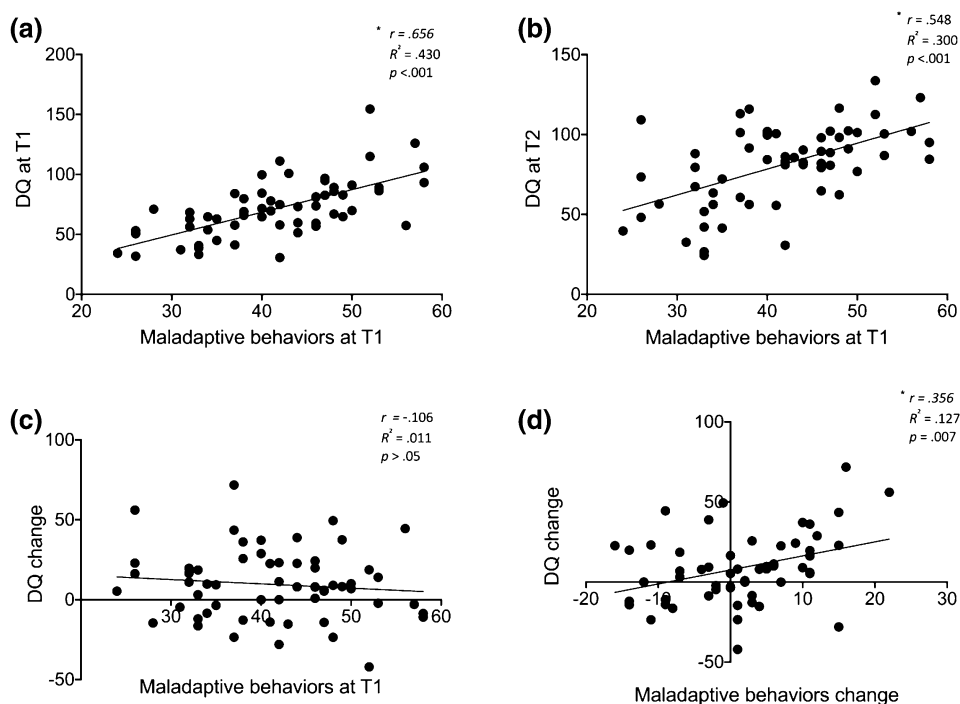 (a)
* r = .656
R² = .430
p <.001
200
150
100
50
0
DQ at T1
20
30
40
50
60
Maladaptive behaviors at T1
(b)
* r = .548
R² = .300
p <.001
150
100
50
0
DQ at T2
20
30
40
50
60
Maladaptive behaviors at T1
(c)
r = -.106
R² = .011
p > .05
100
50
0
-50
DQ change
30
40
50
60
Maladaptive behaviors at T1
(d)
* r = .356
R² = .127
p = .007
100
50
-50
DQ change
-20
-10
10
20
30
Maladaptive behaviors change